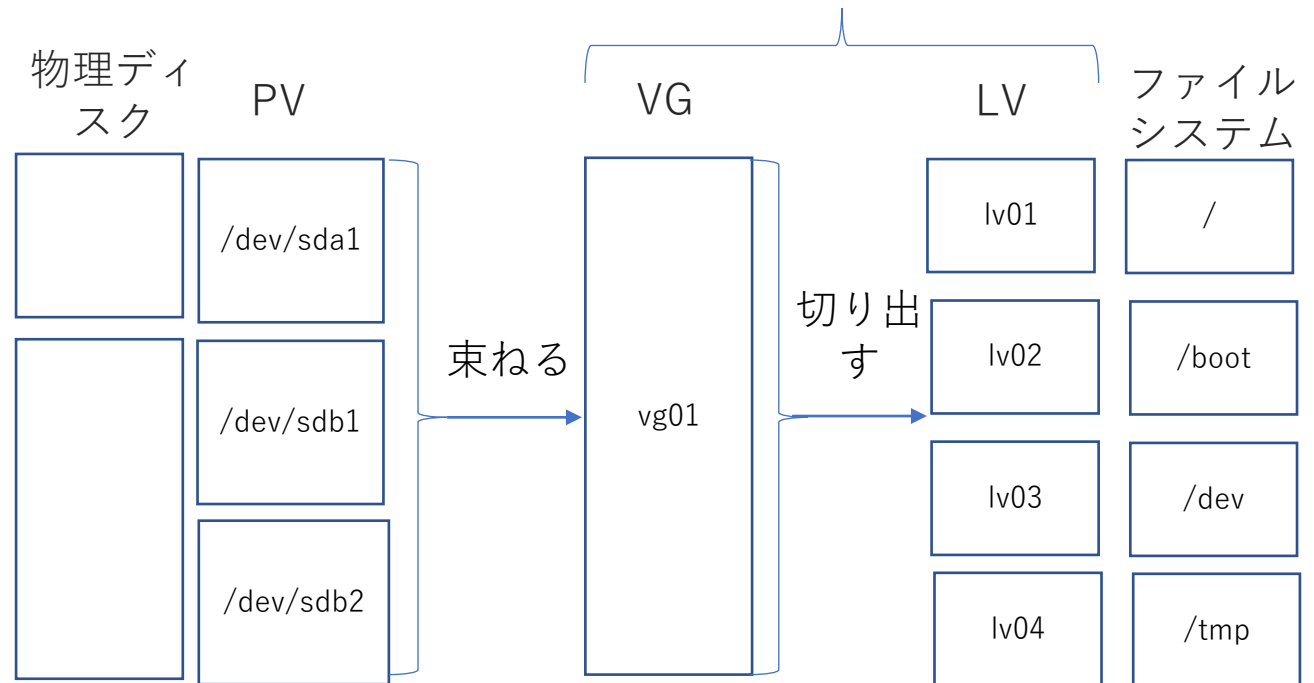 物理ディ
スク
PV
VG
LV
ファイル
システム
/dev/sda1
/dev/sdb1
/dev/sdb2
束ねる
vg01
切り出
す
lv01
lv02
lv03
lv04
/
/boot
/dev
/tmp